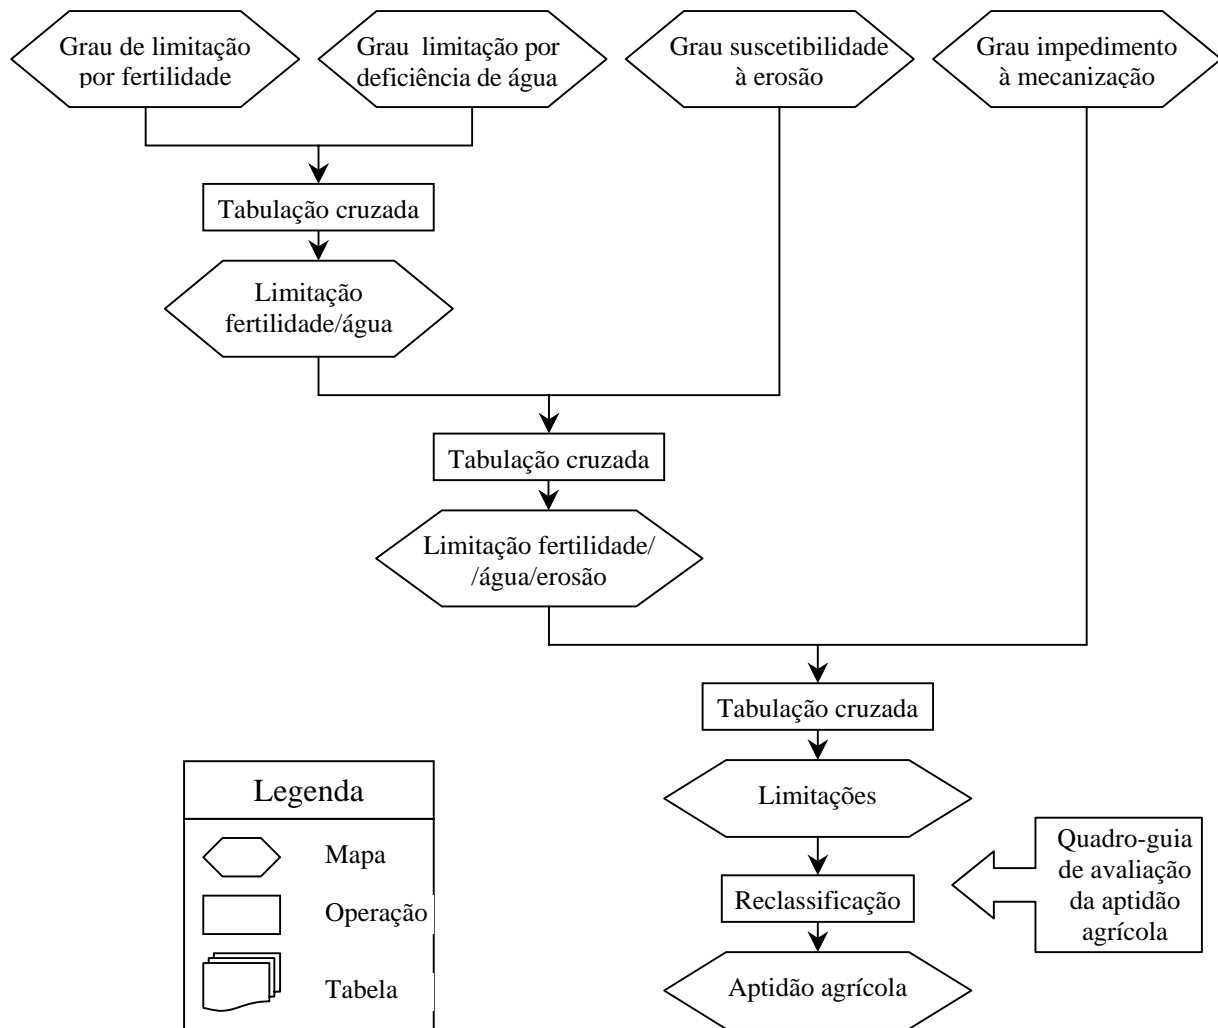 Grau de limitação
por fertilidade
Grau limitação por
deficiência de água
Grau suscetibilidade
à erosão
Grau impedimento
à mecanização
Tabulação cruzada
Limitação
fertilidade/água
Tabulação cruzada
Limitação fertilidade/
/água/erosão
Tabulação cruzada
Limitações
Quadro-guia
de avaliação
da aptidão
agrícola
Reclassificação
Aptidão agrícola
Legenda
Mapa
Operação
Tabela